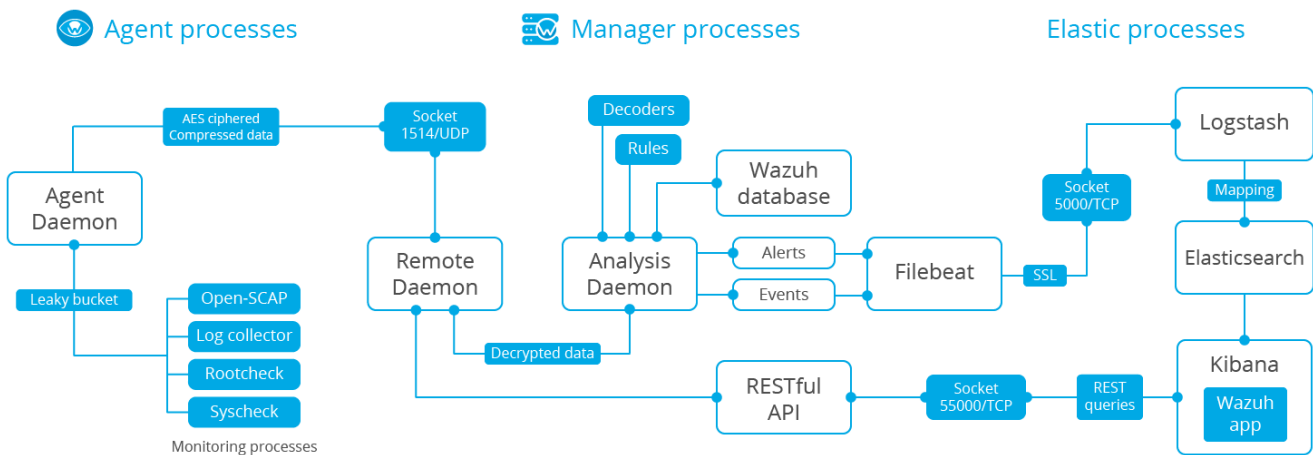 Agent processes
Manager processes
Elastic processes
AES ciphered
Compressed data
Socket
1514/UDP
Agent
Daemon
Leaky bucket
Open-SCAP
Log collector
Rootcheck
Syscheck
Monitoring processes
Remote
Daemon
Decrypted data
Decoders
Rules
Wazuh
database
Analysis
Daemon
Alerts
Events
Filebeat
SSL
Socket
5000/TCP
Logstash
Mapping
Elasticsearch
RESTful
API
Socket
55000/TCP
REST
queries
Kibana
Wazuh
app